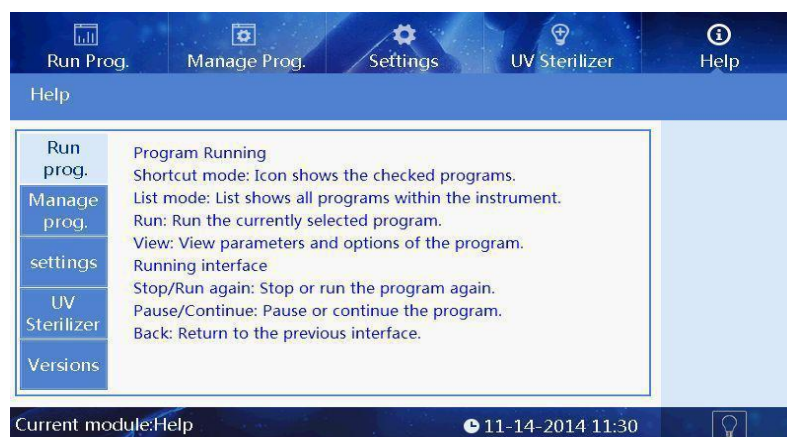 Run Prog.
Manage Prog.
Settings
UV Sterilizer
Help
Help
Run
prog.
Manage
prog.
settings
UV
Sterilizer
Versions
Program Running
Shortcut mode: Icon shows the checked programs.
List mode: List shows all programs within the instrument.
Run: Run the currently selected program.
View: View parameters and options of the program.
Running interface
Stop/Run again: Stop or run the program again.
Pause/Continue: Pause or continue the program.
Back: Return to the previous interface.
Current module:Help
11-14-2014 11:30